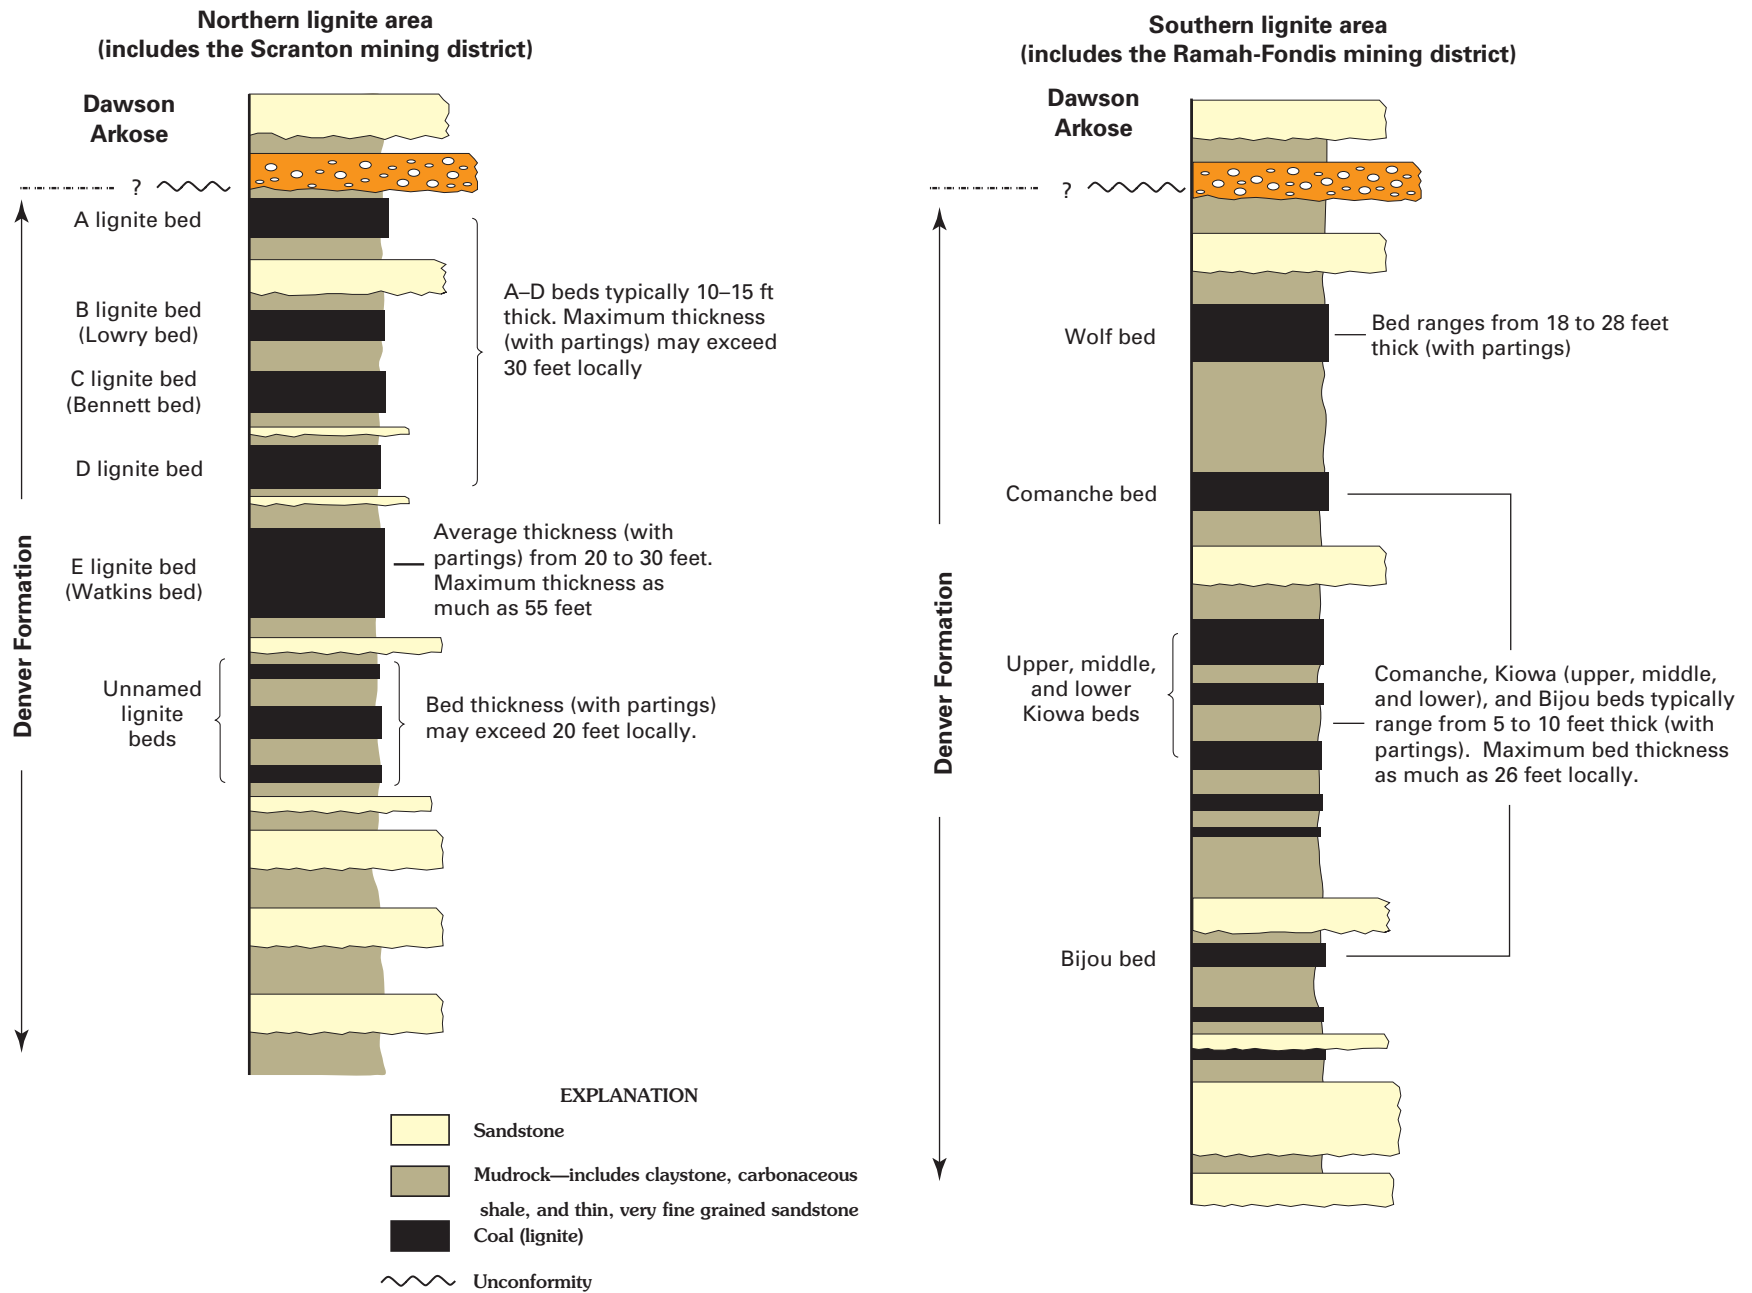 Northern lignite area
(includes the Scranton mining district)
Dawson
Arkose
?
A lignite bed
B lignite bed
(Lowry bed)
C lignite bed
(Bennett bed)
D lignite bed
E lignite bed
(Watkins bed)
Unnamed
lignite
beds
Denver Formation
A–D beds typically 10–15 ft
thick. Maximum thickness
(with partings) may exceed
30 feet locally
Average thickness (with
partings) from 20 to 30 feet.
Maximum thickness as
much as 55 feet
Bed thickness (with partings)
may exceed 20 feet locally.
Southern lignite area
(includes the Ramah-Fondis mining district)
Dawson
Arkose
?
Wolf bed
Comanche bed
Upper, middle,
and lower
Kiowa beds
Bijou bed
Denver Formation
Bed ranges from 18 to 28 feet
thick (with partings)
Comanche, Kiowa (upper, middle,
and lower), and Bijou beds typically
range from 5 to 10 feet thick (with
partings). Maximum bed thickness
as much as 26 feet locally.
EXPLANATION
Sandstone
Mudrock—includes claystone, carbonaceous
shale, and thin, very fine grained sandstone
Coal (lignite)
Unconformity